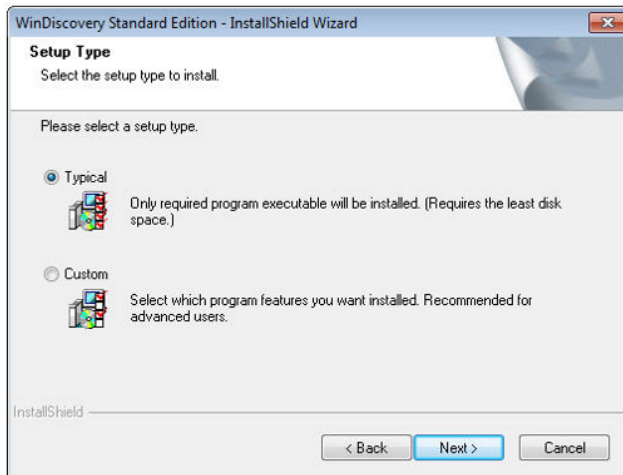 WinDiscovery Standard Edition - InstallShield Wizard
Setup Type
Select the setup type to install.
Please select a setup type.
Typical
Only required program executable will be installed. (Requires the least disk
space.)
Custom
Select which program features you want installed. Recommended for
advanced users.
InstallShield
< Back
Next >
Cancel